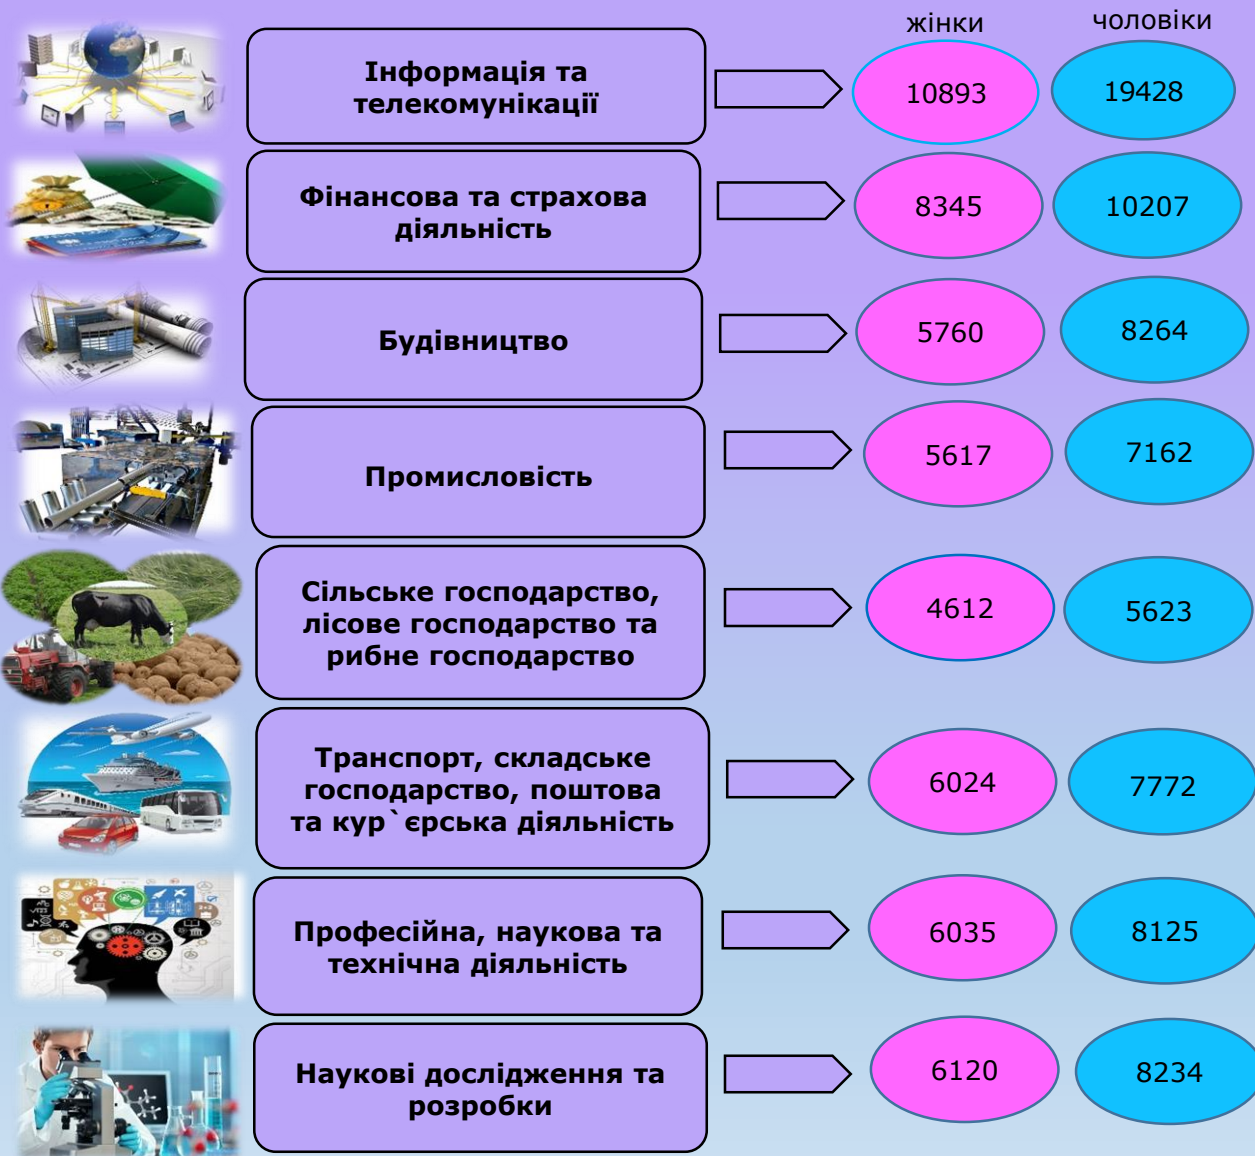 жінки
чоловіки
Інформація та
телекомунікації
10893
19428
Фінансова та страхова
діяльність
8345
10207
Будівництво
5760
8264
Промисловість
5617
7162
Сільське господарство,
лісове господарство та
рибне господарство
4612
5623
Транспорт, складське
господарство, поштова
та кур`єрська діяльність
6024
7772
Професійна, наукова та
технічна діяльність
6035
8125
Наукові дослідження та
розробки
6120
8234